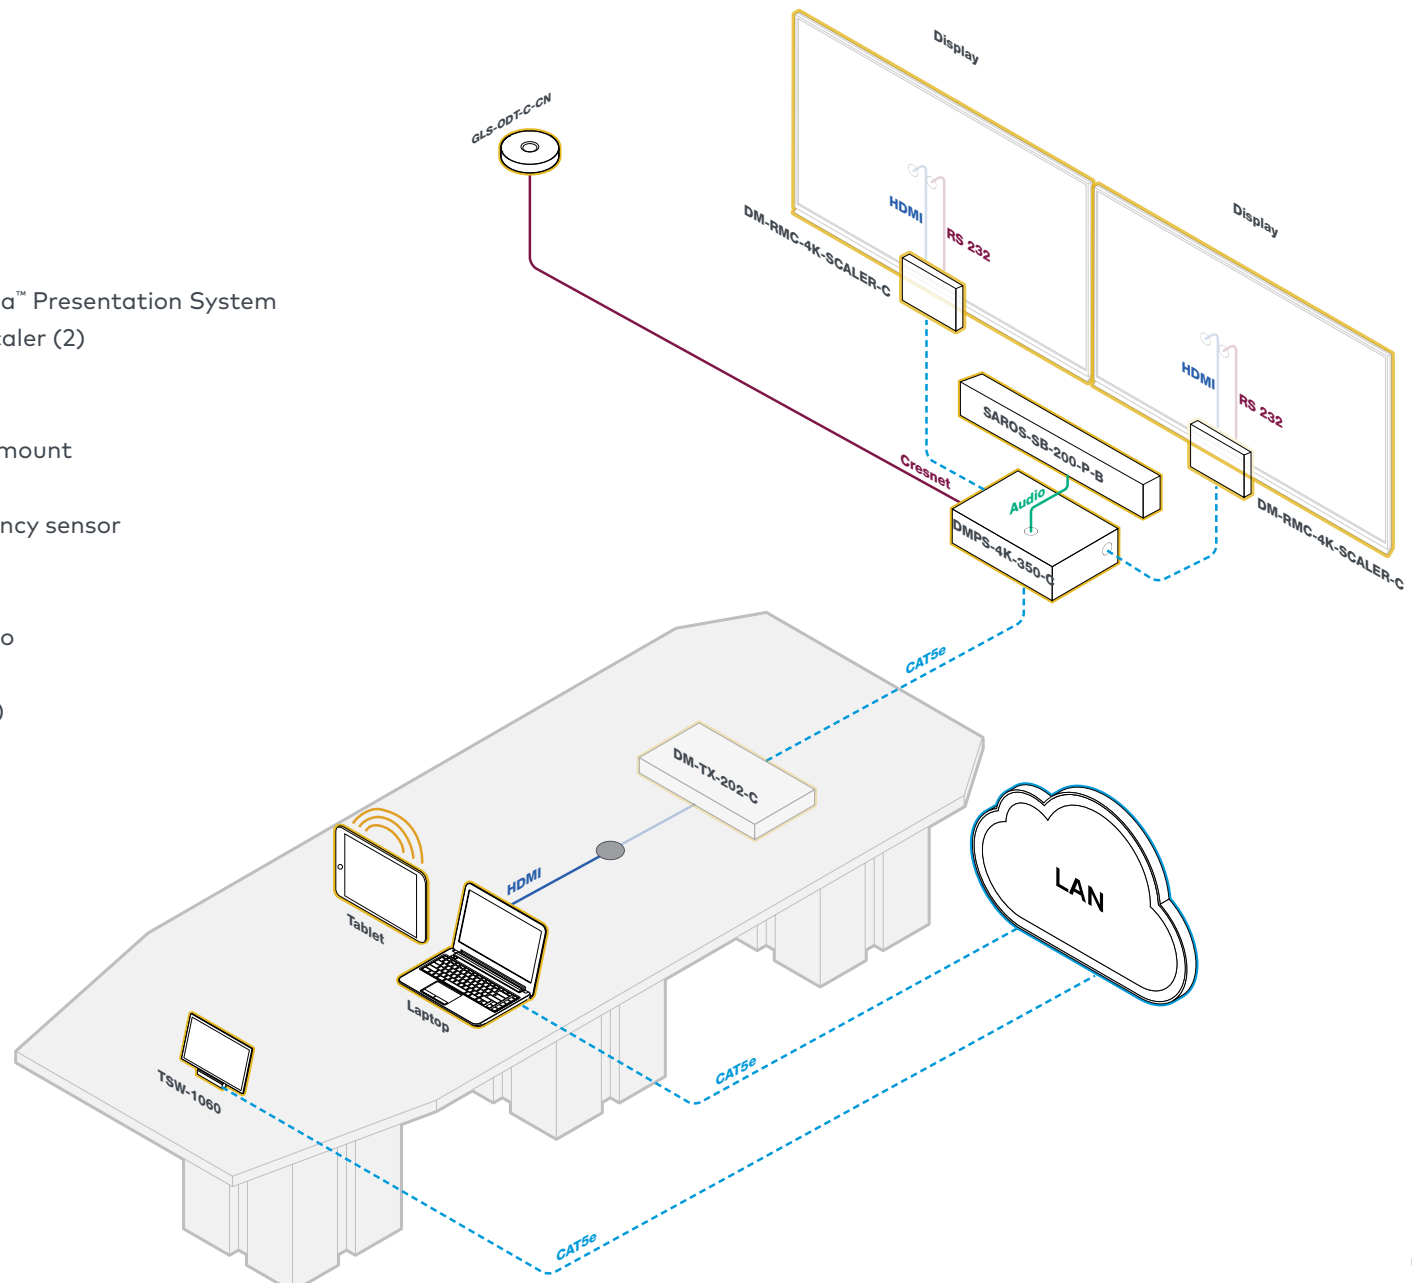 Display
GLS-ODT-C-CN
Display
HDMI
DM-RMC-4K-SCALER-C
RS 232
a™ Presentation System
caler (2)
HDMI
RS 232
SAROS-SB-200-P-B
mount
Cresnet
Audio
DM-RMC-4K-SCALER-C
ncy sensor
DMPS-4K-350-C
o
CAT5e
)
DM-TX-202-C
HDMI
LAN
Tablet
Laptop
CAT5e
TSW-1060
CAT5e